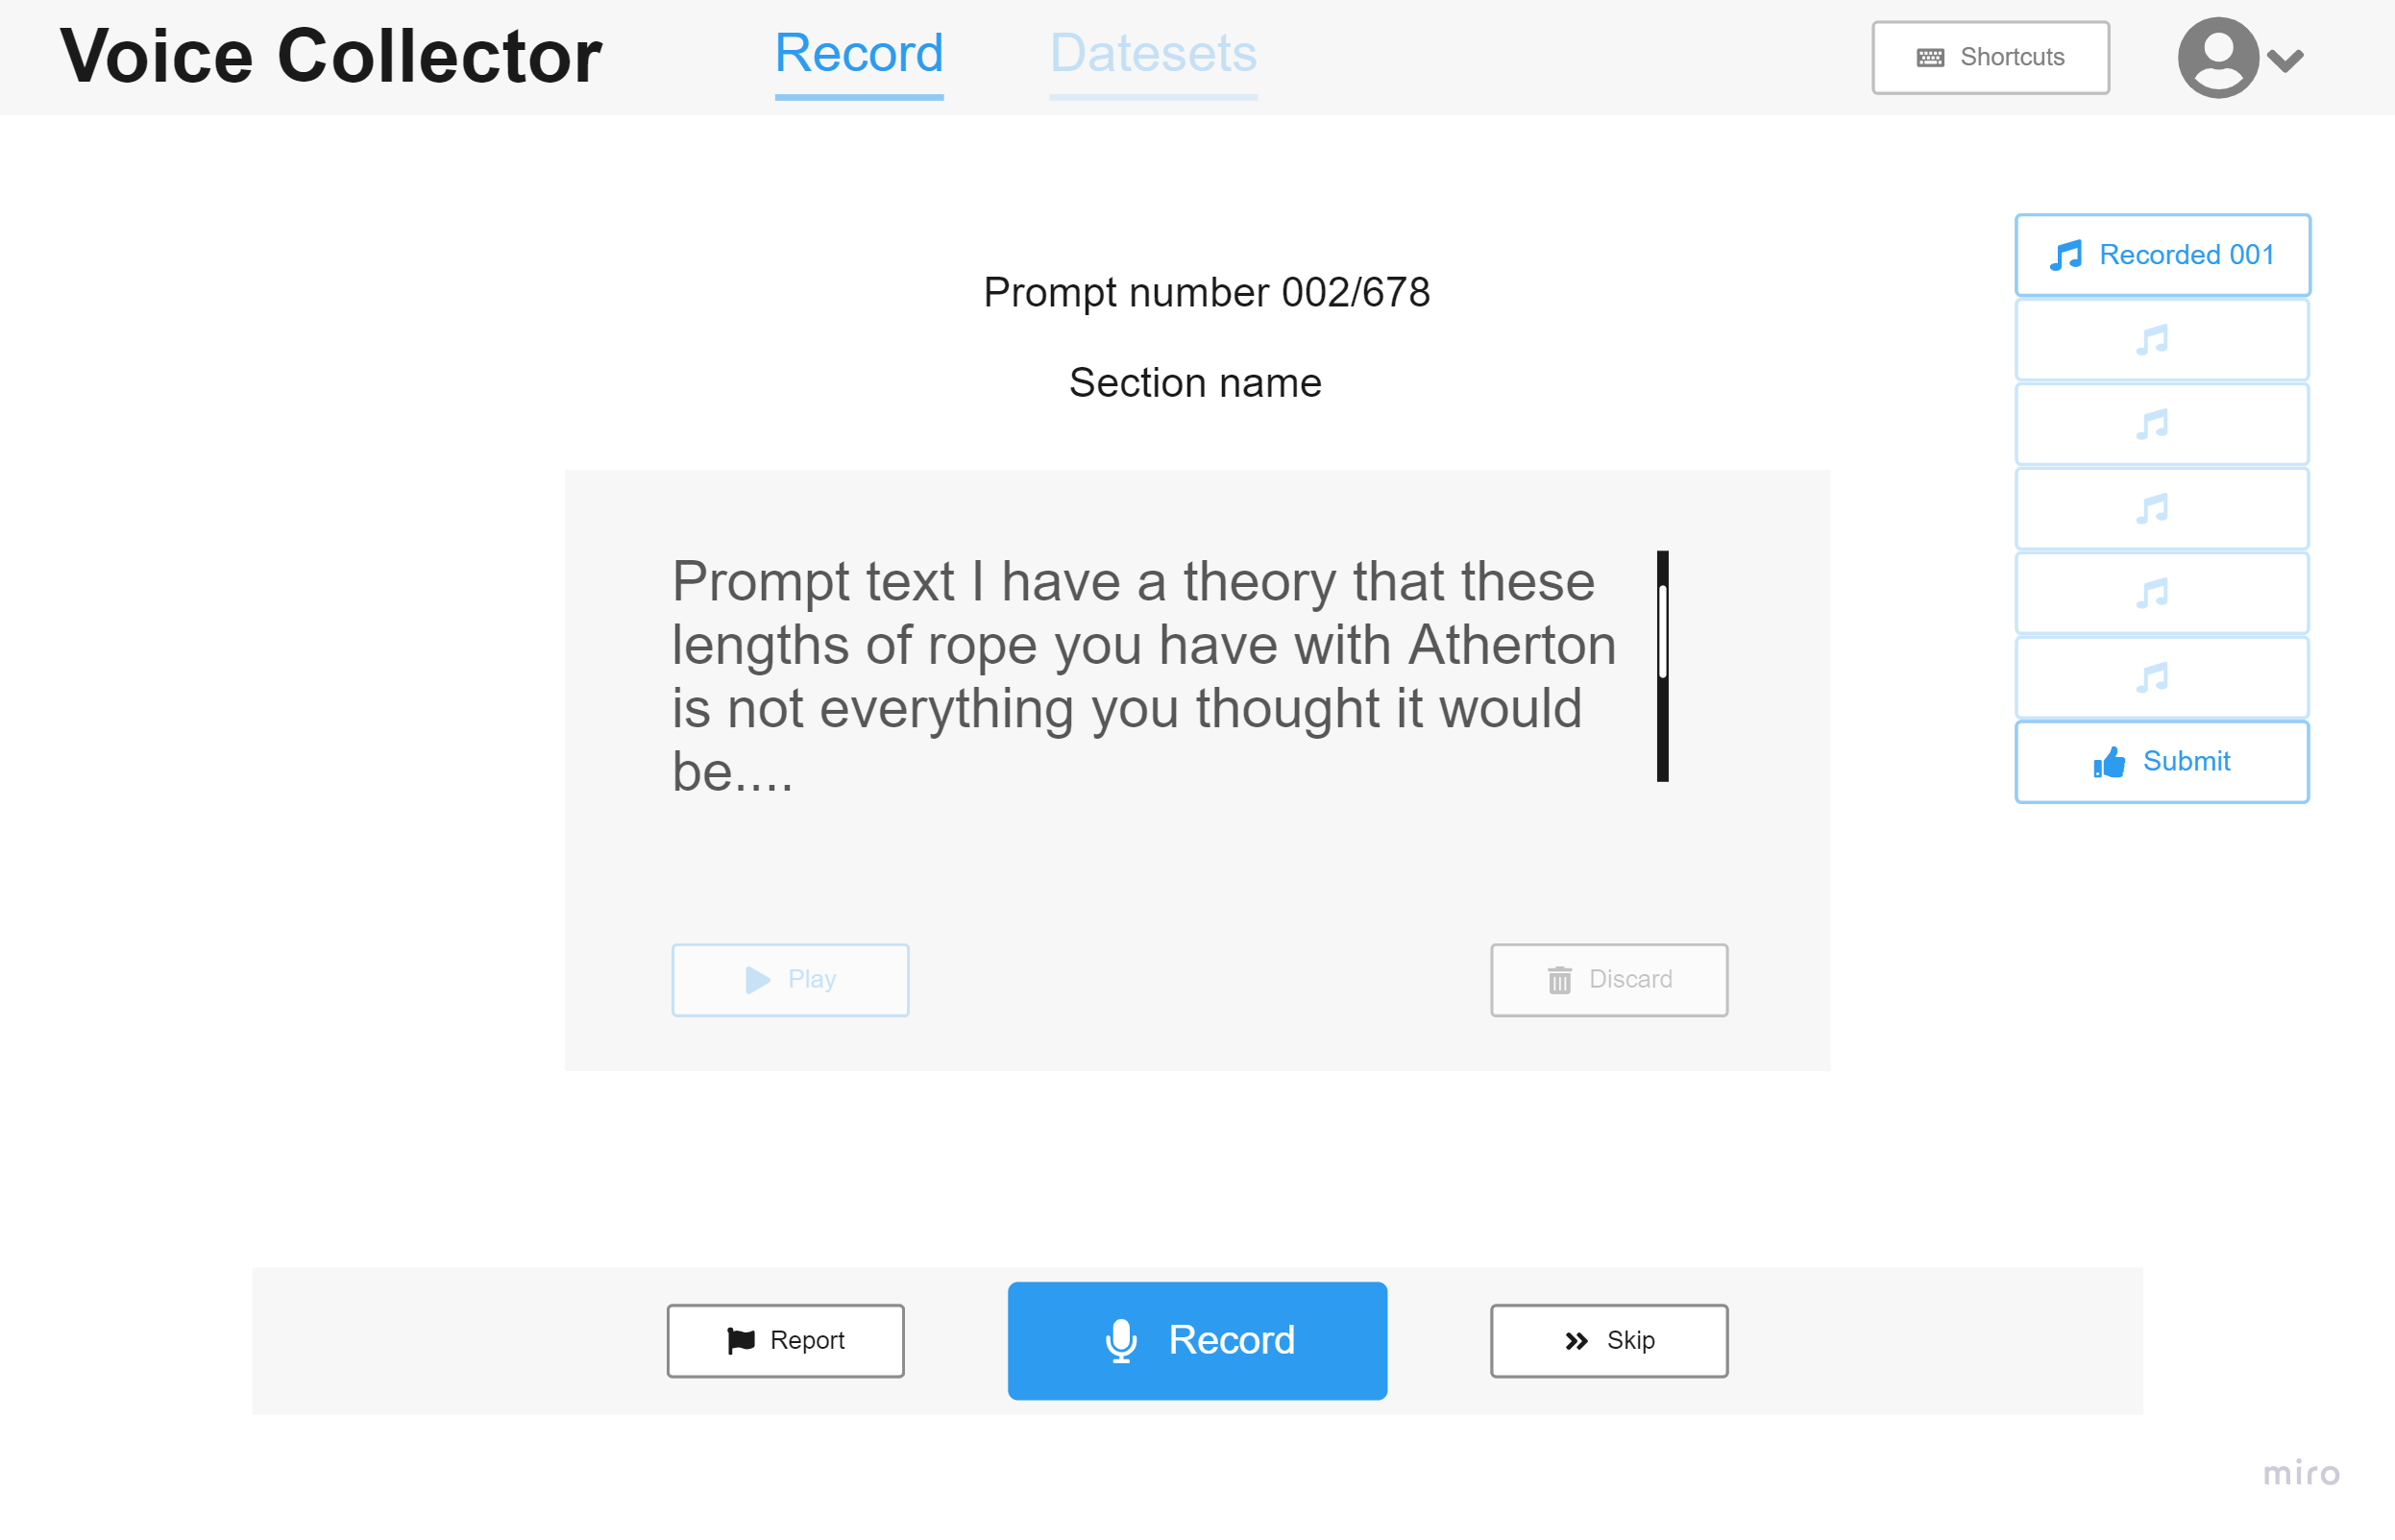 Voice Collector
Record
Datesets
Shortcuts
Recorded 001
Prompt number 002/678
Section name
Prompt text I have a theory that these
lengths of rope you have with Atherton
is not everything you thought it would
be....
Submit
Play
Discard
Report
Record
Skip
miro